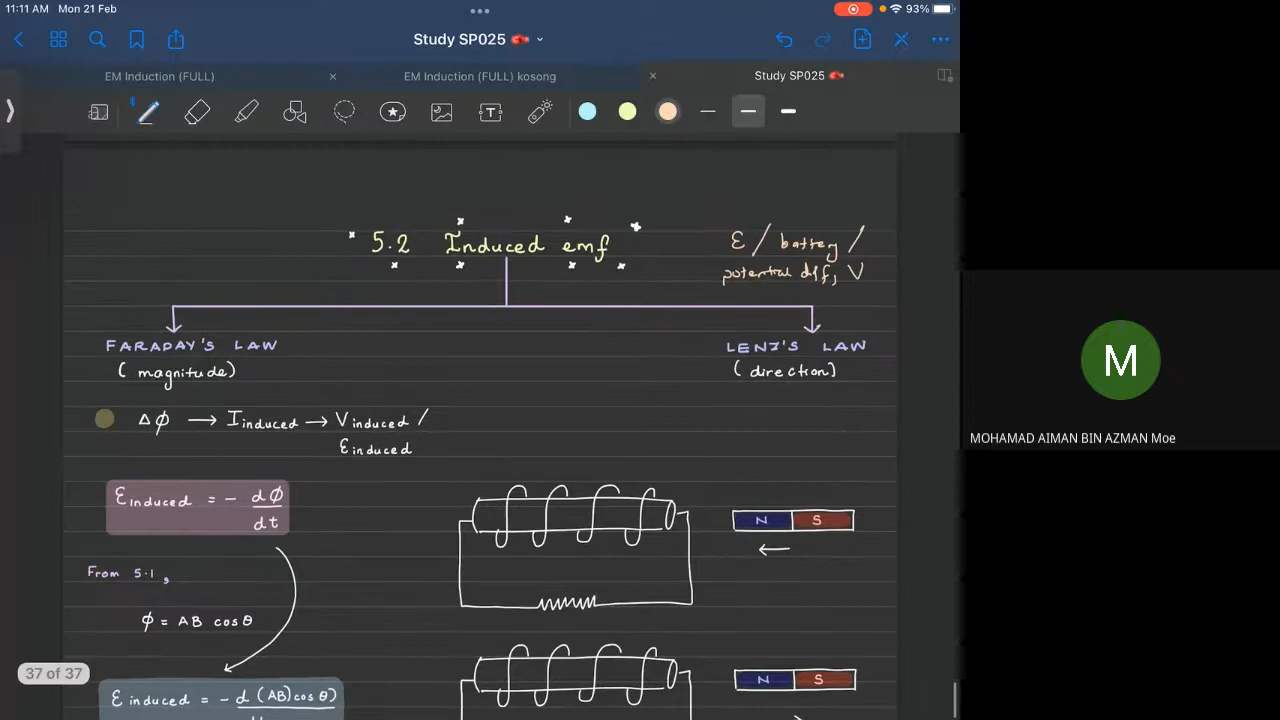 11:11 AM Mon 21 Feb
93%
Study SP025
EM Induction (FULL)
EM Induction (FULL) kosong
Study SP025
T
5.2 Induced emf
ε / battery /
potential diff, V
FARADAY'S LAW
(magnitude)
LENZ'S LAW
(direction)
Δφ → I induced → V induced /
ε induced
ε induced = - dφ
dt
N S
From 5.1,
φ = AB cosθ
37 of 37
N S
ε induced = - d (AB)cosθ)
M
MOHAMAD AIMAN BIN AZMAN Moe